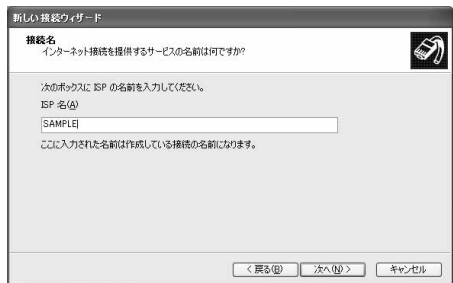 新しい接続ウィザード
接続名
インターネット接続を提供するサービスの名前は何ですか?
次のボックスに ISP の名前を入力してください。
ISP 名(A)
SAMPLE
ここに入力された名前は作成している接続の名前になります。
< 戻る(B) 次へ(N) > キャンセル